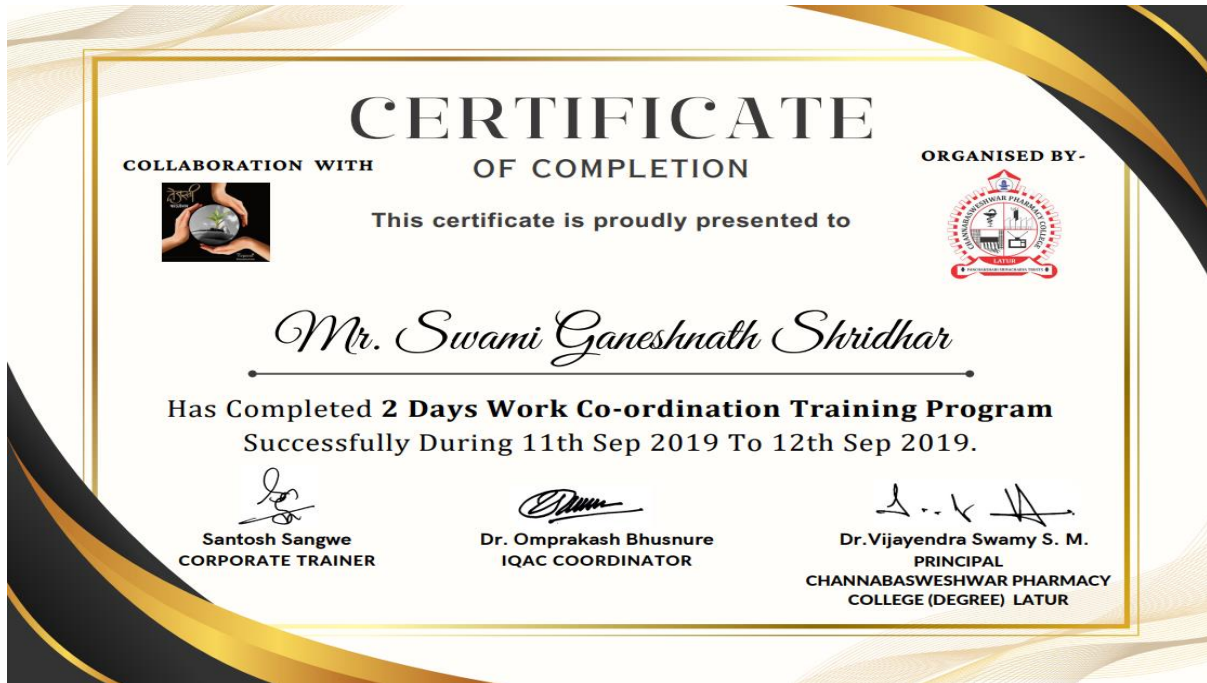 CERTIFICATE
OF COMPLETION
COLLABORATION WITH
ORGANISED BY-
CHANNABASWESHWAR PHARMACY COLLEGE
LATUR
This certificate is proudly presented to
Mr. Swami Ganeshnath Shridhar
Has Completed 2 Days Work Co-ordination Training Program
Successfully During 11th Sep 2019 To 12th Sep 2019.
Santosh Sangwe
CORPORATE TRAINER
Dr. Omprakash Bhusnure
IQAC COORDINATOR
Dr.Vijayendra Swamy S. M.
PRINCIPAL
CHANNABASWESHWAR PHARMACY
COLLEGE (DEGREE) LATUR